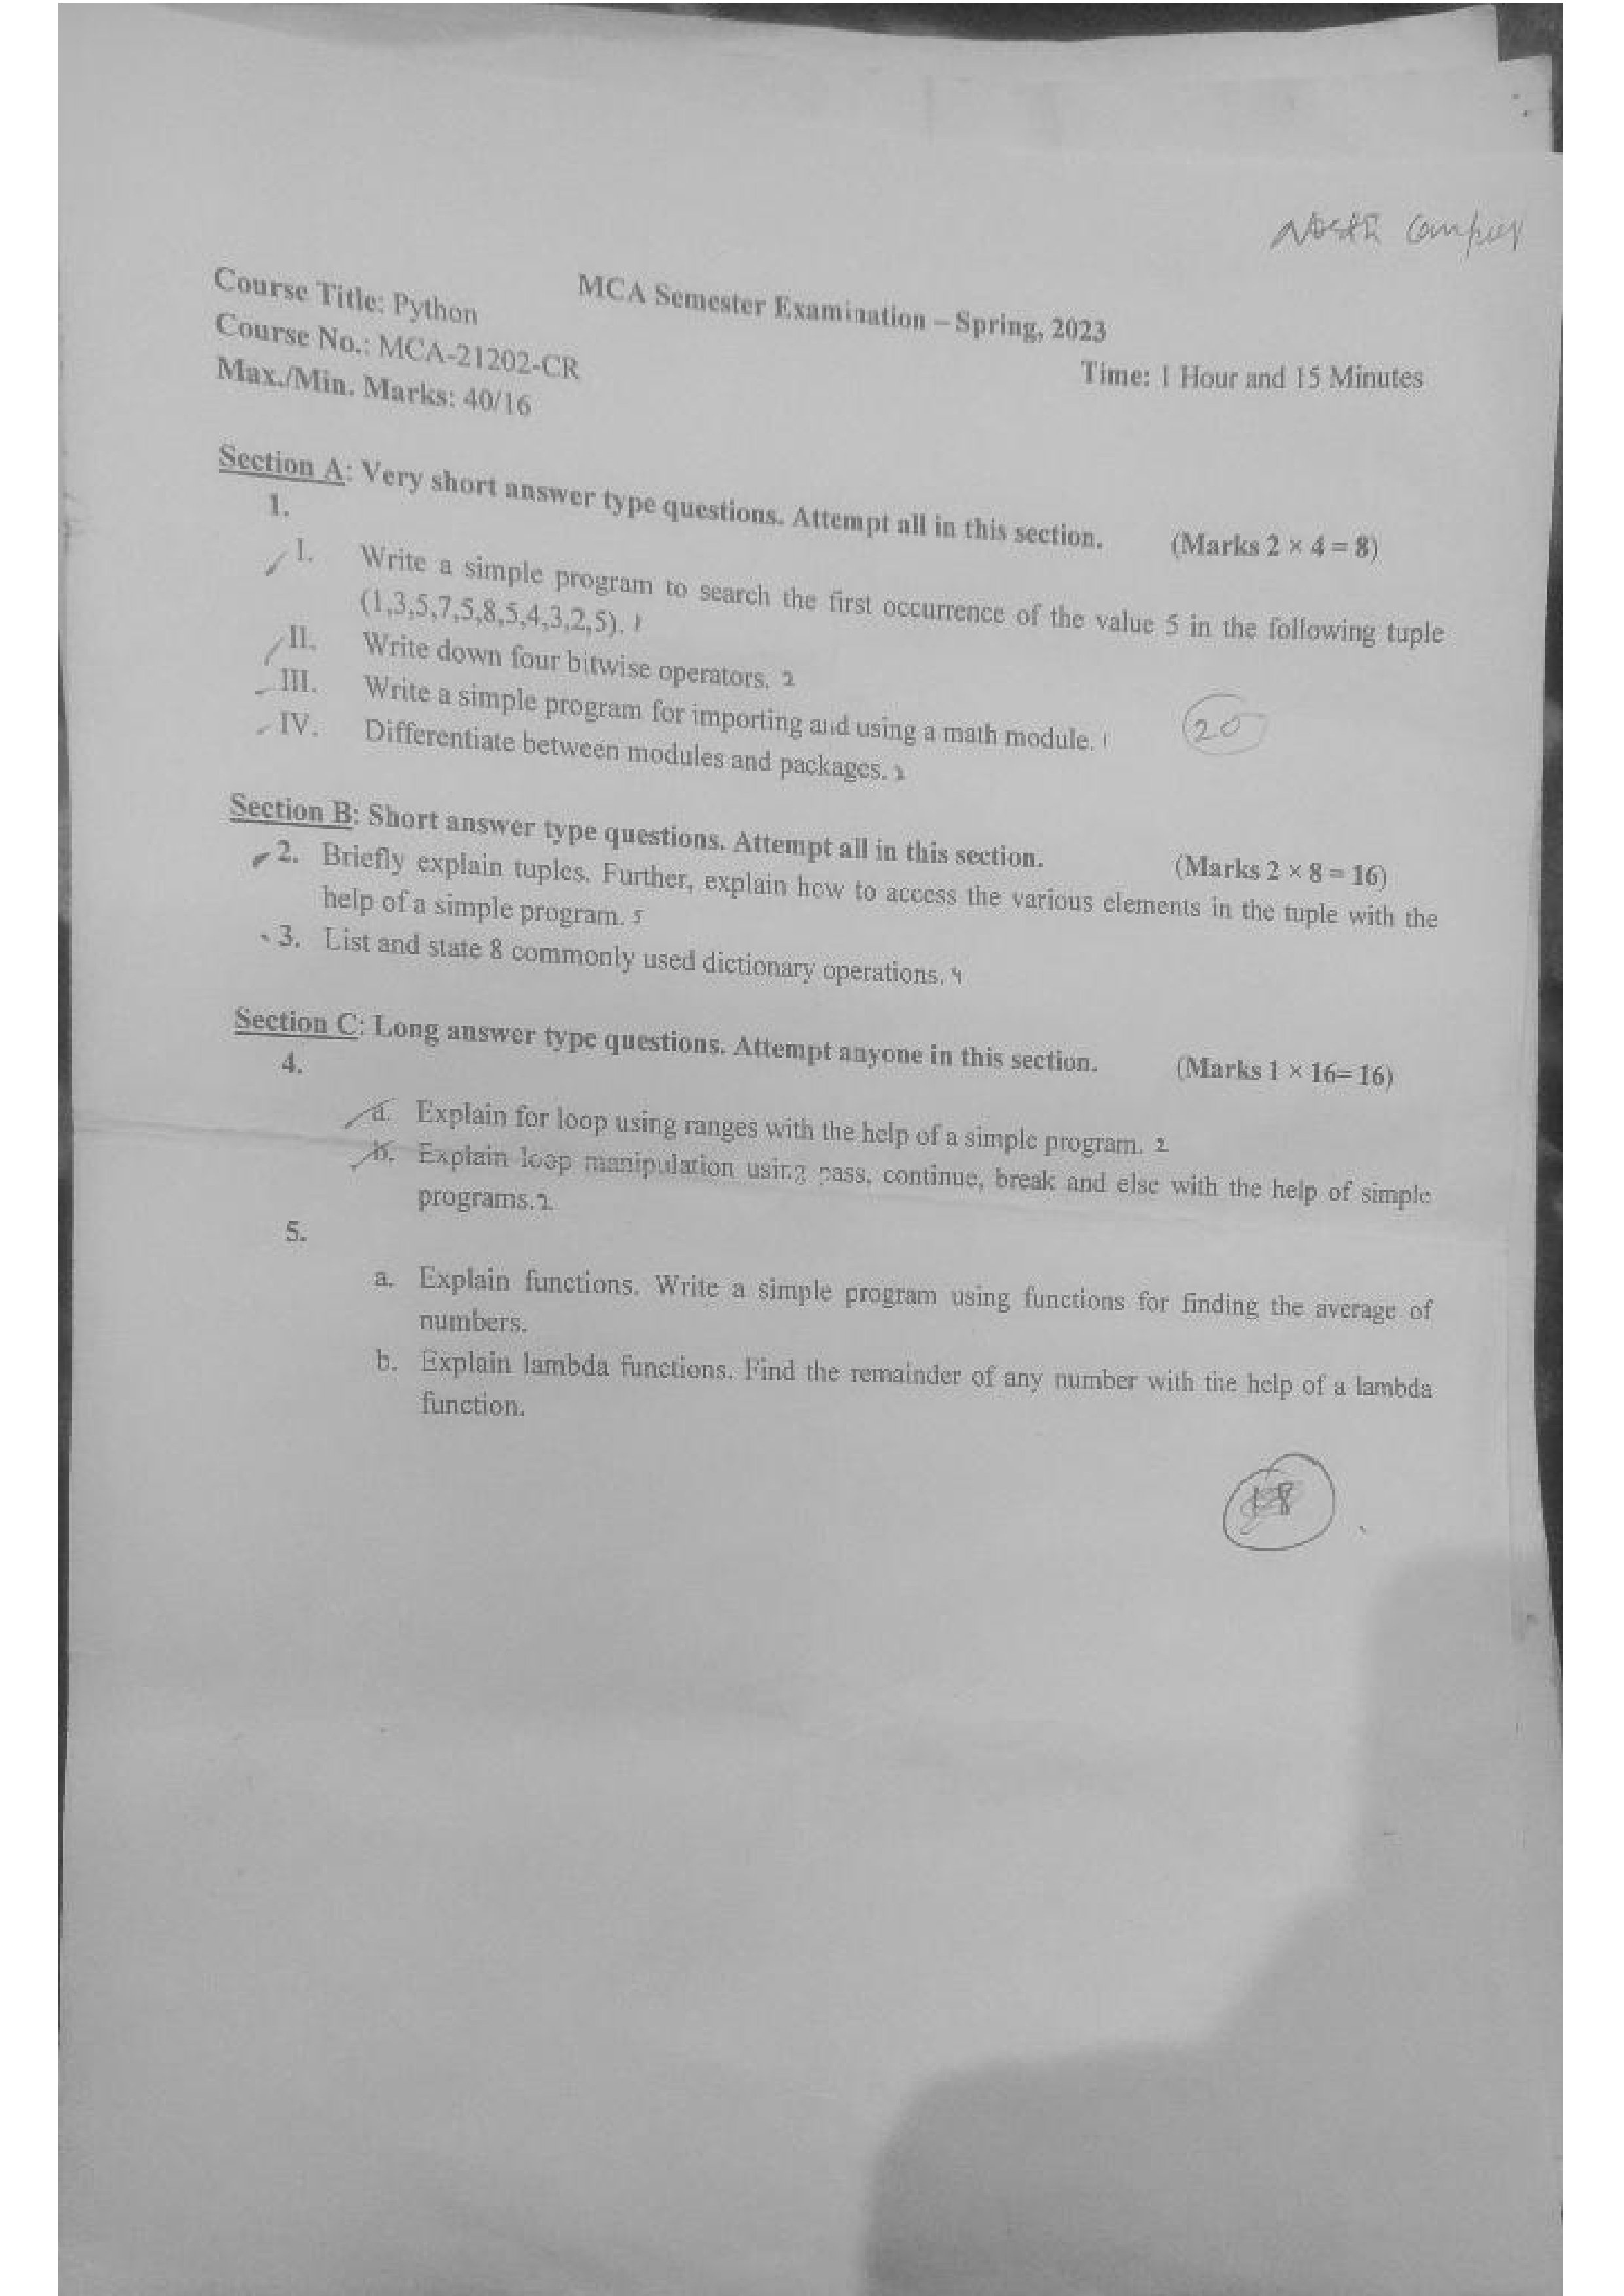 North Campus
MCA Semester Examination – Spring, 2023
Course Title: Python
Course No.: MCA-21202-CR
Time: 1 Hour and 15 Minutes
Max./Min. Marks: 40/16
Section A: Very short answer type questions. Attempt all in this section. (Marks 2 × 4 = 8)
1.
I. Write a simple program to search the first occurrence of the value 5 in the following tuple
(1,3,5,7,5,8,5,4,3,2,5). 1
II. Write down four bitwise operators. 2
III. Write a simple program for importing and using a math module. 1
IV. Differentiate between modules and packages. 2
20
Section B: Short answer type questions. Attempt all in this section. (Marks 2 × 8 = 16)
2. Briefly explain tuples. Further, explain how to access the various elements in the tuple with the
help of a simple program. 5
3. List and state 8 commonly used dictionary operations. 4
Section C: Long answer type questions. Attempt anyone in this section. (Marks 1 × 16= 16)
4.
a. Explain for loop using ranges with the help of a simple program. 2
b. Explain loop manipulation using pass, continue, break and else with the help of simple
programs. 2
5.
a. Explain functions. Write a simple program using functions for finding the average of
numbers.
b. Explain lambda functions. Find the remainder of any number with the help of a lambda
function.
18